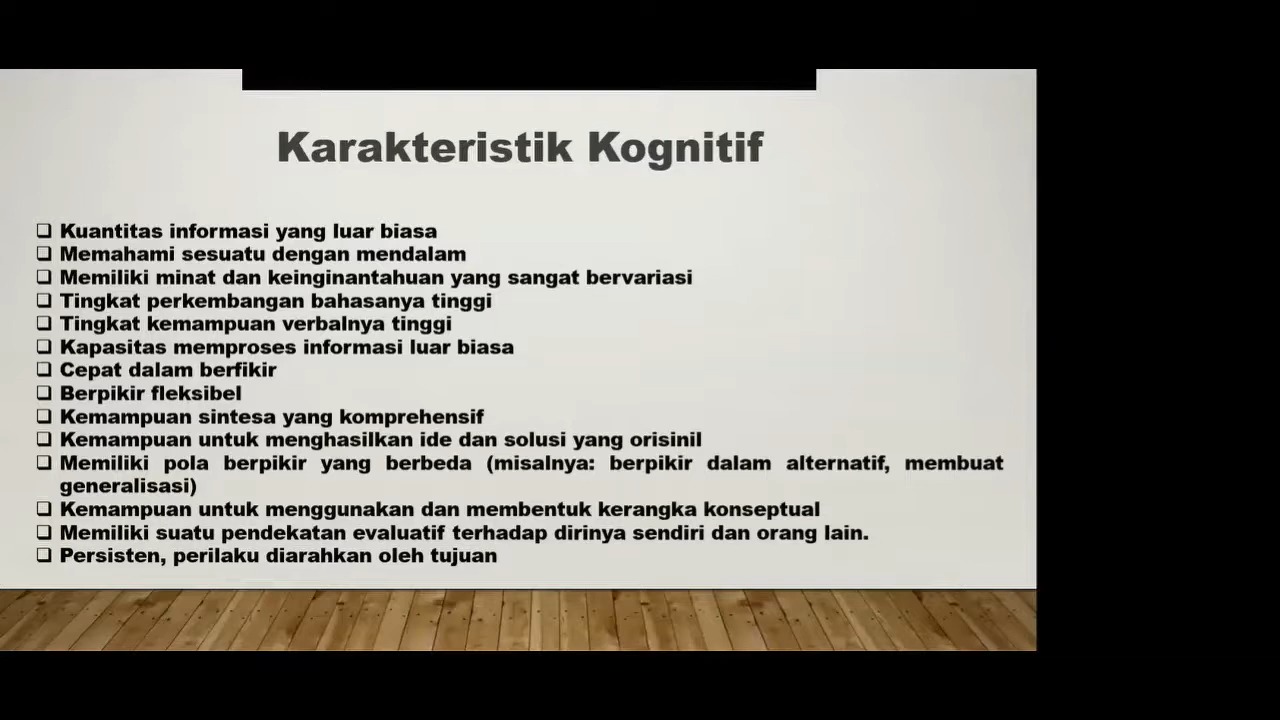 Karakteristik Kognitif
❑ Kuantitas informasi yang luar biasa
❑ Memahami sesuatu dengan mendalam
❑ Memiliki minat dan keinginantahuan yang sangat bervariasi
❑ Tingkat perkembangan bahasanya tinggi
❑ Tingkat kemampuan verbalnya tinggi
❑ Kapasitas memproses informasi luar biasa
❑ Cepat dalam berfikir
❑ Berpikir fleksibel
❑ Kemampuan sintesa yang komprehensif
❑ Kemampuan untuk menghasilkan ide dan solusi yang orisinil
❑ Memiliki pola berpikir yang berbeda (misalnya: berpikir dalam alternatif, membuat
generalisasi)
❑ Kemampuan untuk menggunakan dan membentuk kerangka konseptual
❑ Memiliki suatu pendekatan evaluatif terhadap dirinya sendiri dan orang lain.
❑ Persisten, perilaku diarahkan oleh tujuan